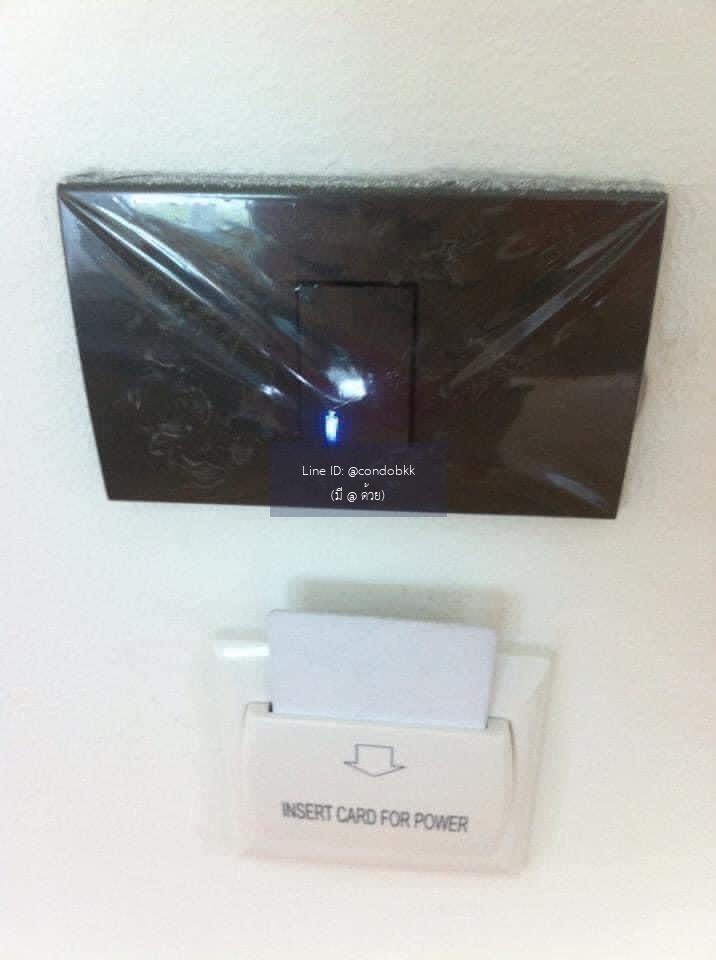 Line ID: @condobkk
(มี @ ด้วย)
INSERT CARD FOR POWER